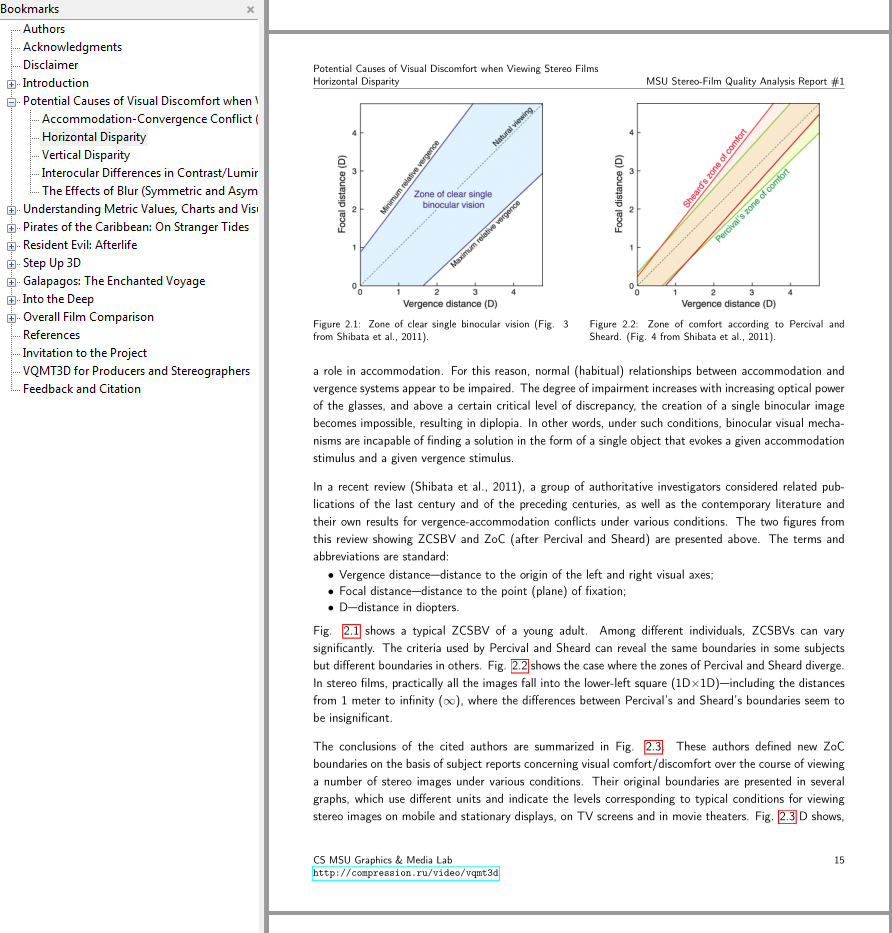 Bookmarks
Authors
Acknowledgments
Disclaimer
Introduction
Potential Causes of Visual Discomfort when V
Accommodation-Convergence Conflict (
Horizontal Disparity
Vertical Disparity
Interocular Differences in Contrast/Lumir
The Effects of Blur (Symmetric and Asym
Understanding Metric Values, Charts and Visu
Pirates of the Caribbean: On Stranger Tides
Resident Evil: Afterlife
Step Up 3D
Galapagos: The Enchanted Voyage
Into the Deep
Overall Film Comparison
References
Invitation to the Project
VQMT3D for Producers and Stereographers
Feedback and Citation
Potential Causes of Visual Discomfort when Viewing Stereo Films
Horizontal Disparity MSU Stereo-Film Quality Analysis Report #1
Focal distance (D)
4
3
2
1
0
Minimum relative vergence
Natural viewing
Zone of clear single
binocular vision
Maximum relative vergence
0 1 2 3 4
Vergence distance (D)
Figure 2.1: Zone of clear single binocular vision (Fig. 3
from Shibata et al., 2011).
Focal distance (D)
4
3
2
1
0
Sheard's zone of comfort
Percival's zone of comfort
0 1 2 3 4
Vergence distance (D)
Figure 2.2: Zone of comfort according to Percival and
Sheard. (Fig. 4 from Shibata et al., 2011).
a role in accommodation. For this reason, normal (habitual) relationships between accommodation and
vergence systems appear to be impaired. The degree of impairment increases with increasing optical power
of the glasses, and above a certain critical level of discrepancy, the creation of a single binocular image
becomes impossible, resulting in diplopia. In other words, under such conditions, binocular visual mecha-
nisms are incapable of finding a solution in the form of a single object that evokes a given accommodation
stimulus and a given vergence stimulus.
In a recent review (Shibata et al., 2011), a group of authoritative investigators considered related pub-
lications of the last century and of the preceding centuries, as well as the contemporary literature and
their own results for vergence-accommodation conflicts under various conditions. The two figures from
this review showing ZCSBV and ZoC (after Percival and Sheard) are presented above. The terms and
abbreviations are standard:
• Vergence distance—distance to the origin of the left and right visual axes;
• Focal distance—distance to the point (plane) of fixation;
• D—distance in diopters.
Fig. 2.1 shows a typical ZCSBV of a young adult. Among different individuals, ZCSBVs can vary
significantly. The criteria used by Percival and Sheard can reveal the same boundaries in some subjects
but different boundaries in others. Fig. 2.2 shows the case where the zones of Percival and Sheard diverge.
In stereo films, practically all the images fall into the lower-left square (1D×1D)—including the distances
from 1 meter to infinity (∞), where the differences between Percival's and Sheard's boundaries seem to
be insignificant.
The conclusions of the cited authors are summarized in Fig. 2.3. These authors defined new ZoC
boundaries on the basis of subject reports concerning visual comfort/discomfort over the course of viewing
a number of stereo images under various conditions. Their original boundaries are presented in several
graphs, which use different units and indicate the levels corresponding to typical conditions for viewing
stereo images on mobile and stationary displays, on TV screens and in movie theaters. Fig. 2.3 D shows,
CS MSU Graphics & Media Lab 15
http://compression.ru/video/vqmt3d